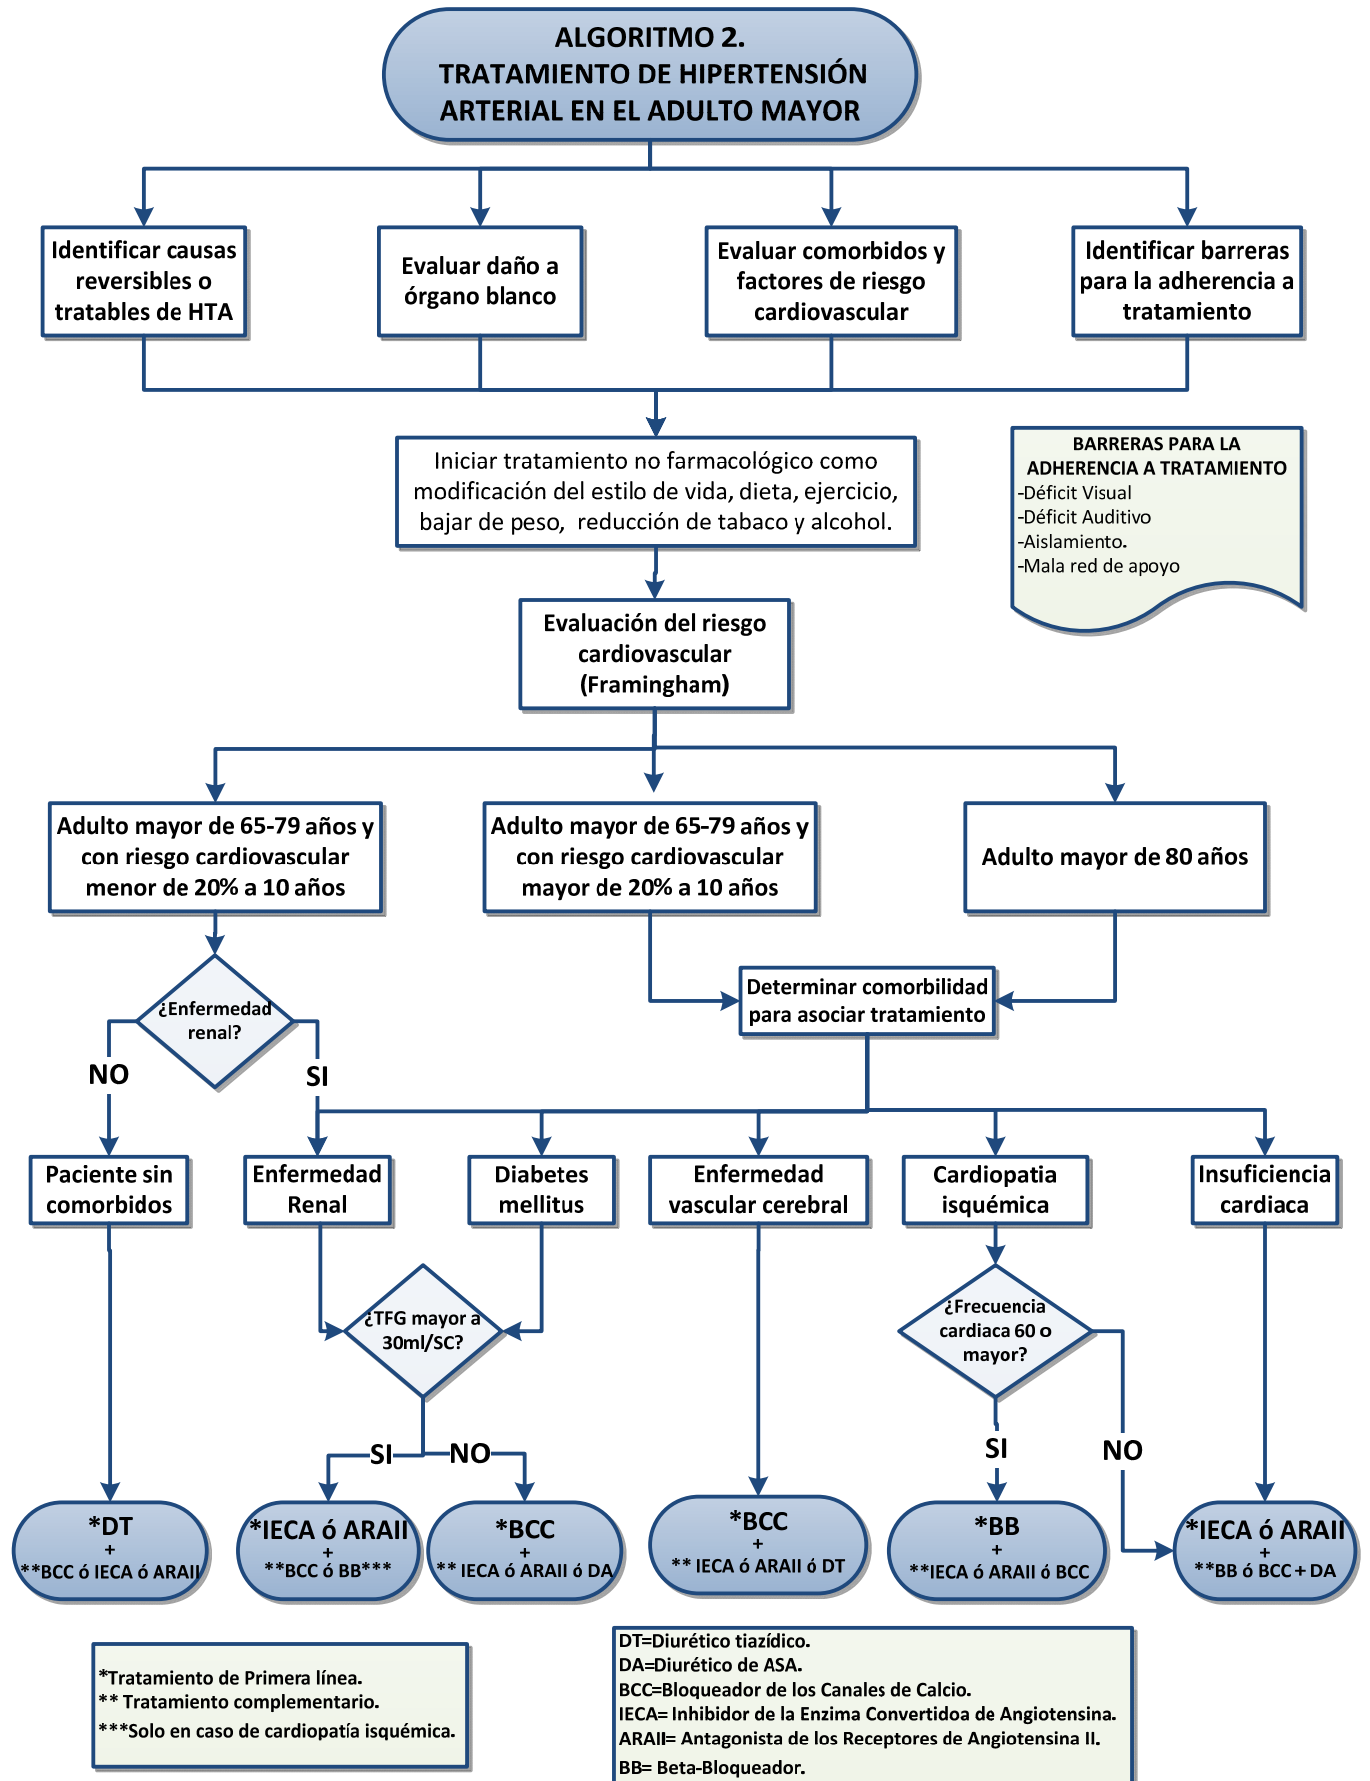 ALGORITMO 2.
TRATAMIENTO DE HIPERTENSIÓN
ARTERIAL EN EL ADULTO MAYOR
Identificar causas
reversibles o
tratables de HTA
Evaluar daño a
órgano blanco
Evaluar comorbidos y
factores de riesgo
cardiovascular
Identificar barreras
para la adherencia a
tratamiento
Iniciar tratamiento no farmacológico como
modificación del estilo de vida, dieta, ejercicio,
bajar de peso, reducción de tabaco y alcohol.
BARRERAS PARA LA
ADHERENCIA A TRATAMIENTO
-Déficit Visual
-Déficit Auditivo
-Aislamiento.
-Mala red de apoyo
Evaluación del riesgo
cardiovascular
(Framingham)
Adulto mayor de 65-79 años y
con riesgo cardiovascular
menor de 20% a 10 años
Adulto mayor de 65-79 años y
con riesgo cardiovascular
mayor de 20% a 10 años
Adulto mayor de 80 años
¿Enfermedad
renal?
Determinar comorbilidad
para asociar tratamiento
NO
SI
Paciente sin
comorbidos
Enfermedad
Renal
Diabetes
mellitus
Enfermedad
vascular cerebral
Cardiopatia
isquémica
Insuficiencia
cardiaca
¿TFG mayor a
30ml/SC?
¿Frecuencia
cardiaca 60 o
mayor?
SI
NO
SI
NO
*DT
+
**BCC ó IECA ó ARAII
*IECA ó ARAII
+
**BCC ó BB***
*BCC
+
** IECA ó ARAII ó DA
*BCC
+
** IECA ó ARAII ó DT
*BB
+
**IECA ó ARAII ó BCC
*IECA ó ARAII
+
**BB ó BCC + DA
*Tratamiento de Primera línea.
** Tratamiento complementario.
***Solo en caso de cardiopatía isquémica.
DT=Diurético tiazídico.
DA=Diurético de ASA.
BCC=Bloqueador de los Canales de Calcio.
IECA= Inhibidor de la Enzima Convertidoa de Angiotensina.
ARAII= Antagonista de los Receptores de Angiotensina II.
BB= Beta-Bloqueador.